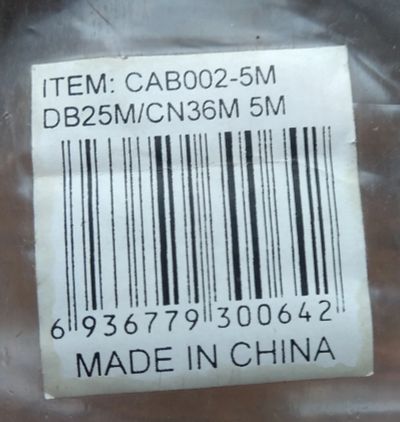 ITEM: CAB002-5M
DB25M/CN36M 5M
6 936779 300642
MADE IN CHINA